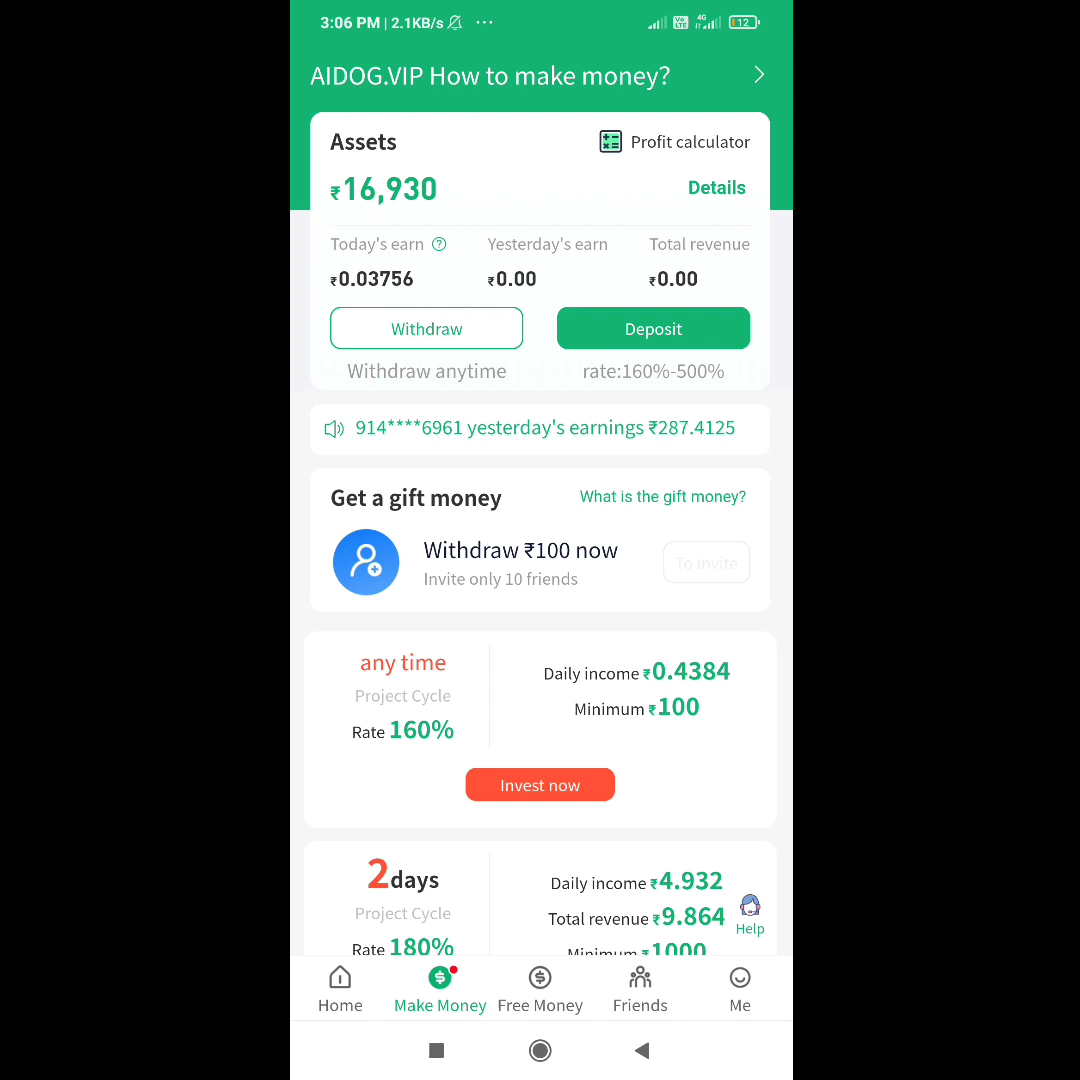 3:06 PM | 2.1KB/s ...
Vo LTE 4G 12
AIDOG.VIP How to make money?
Assets Profit calculator
₹16,930 Details
Today's earn Yesterday's earn Total revenue
₹0.03756 ₹0.00 ₹0.00
Withdraw Deposit
Withdraw anytime rate:160%-500%
914****6961 yesterday's earnings ₹287.4125
Get a gift money What is the gift money?
Withdraw ₹100 now To Invite
Invite only 10 friends
any time Daily income ₹0.4384
Project Cycle Minimum ₹100
Rate 160%
Invest now
2days Daily income ₹4.932
Project Cycle Total revenue ₹9.864
Help
Rate 180% Minimum ₹1000
Home Make Money Free Money Friends Me